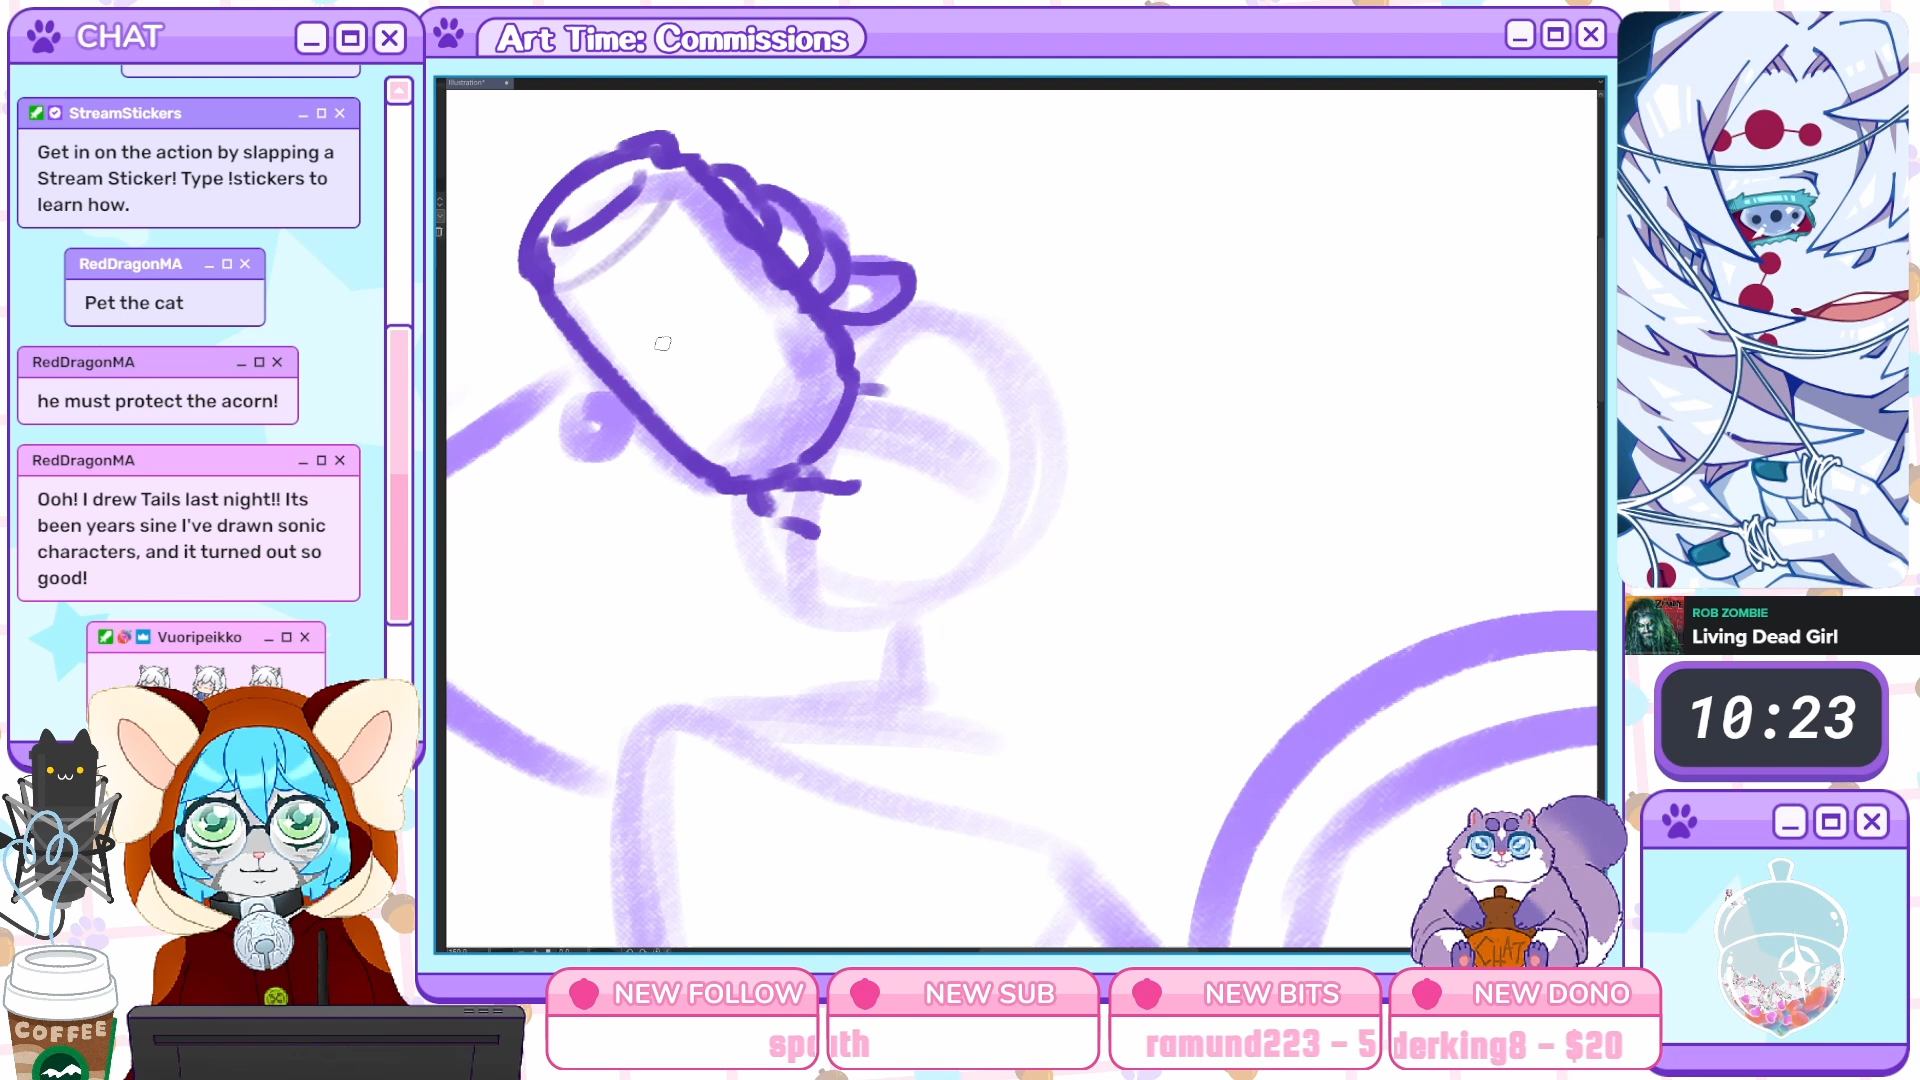 CHAT
Art Time: Commissions
Illustration*
StreamStickers
Get in on the action by slapping a
Stream Sticker! Type !stickers to
learn how.
RedDragonMA
Pet the cat
RedDragonMA
he must protect the acorn!
RedDragonMA
Ooh! I drew Tails last night!! Its
been years sine I've drawn sonic
characters, and it turned out so
good!
Vuoripeikko
ROB ZOMBIE
Living Dead Girl
10:23
CHAT
COFFEE
NEW FOLLOW
NEW SUB
NEW BITS
NEW DONO
ramund223 - 5
derking8 - $20